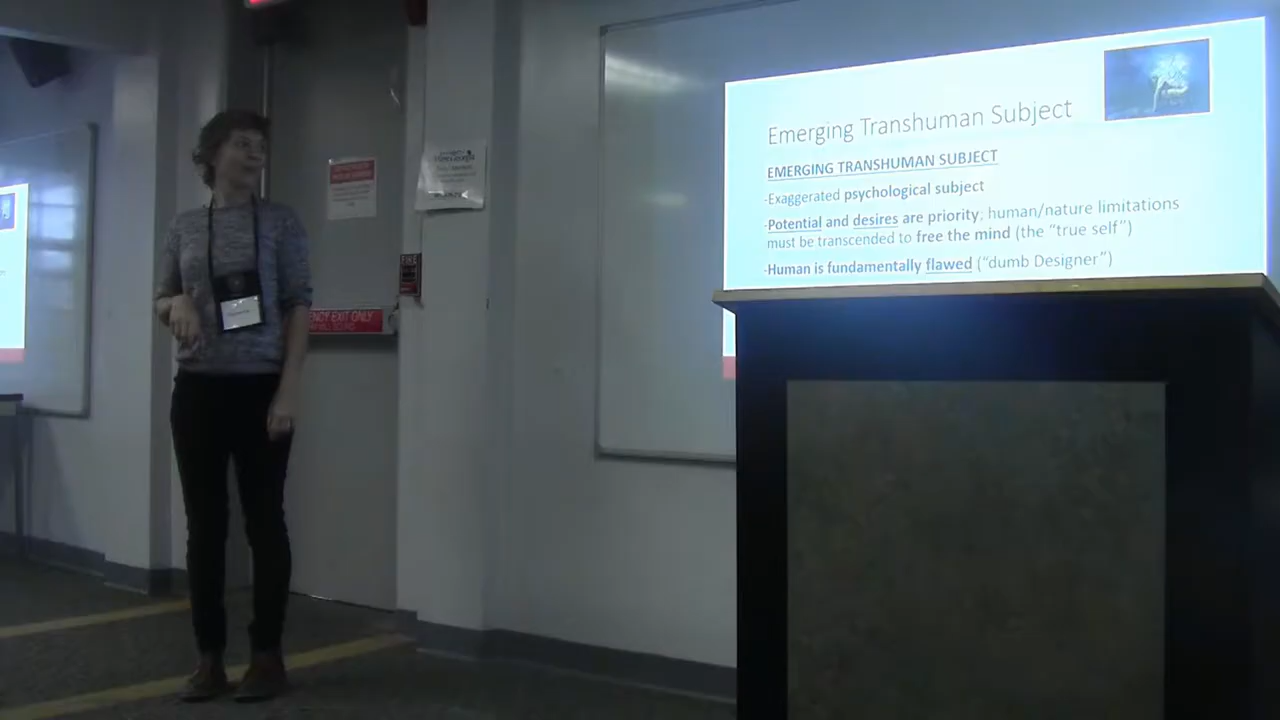 Emerging Transhuman Subject
EMERGING TRANSHUMAN SUBJECT
-Exaggerated psychological subject
-Potential and desires are priority; human/nature limitations
must be transcended to free the mind (the "true self")
-Human is fundamentally flawed ("dumb Designer")
FIRE
ENCY EXIT ONLY